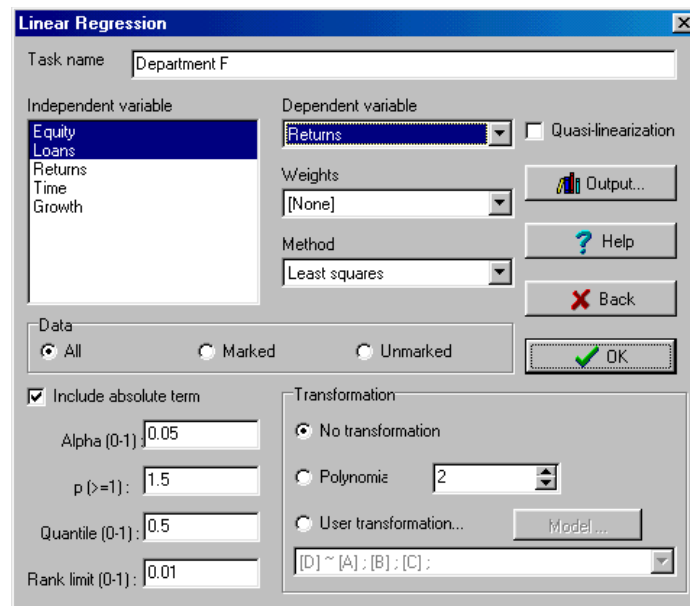 Linear Regression
Task name
Department F
Independent variable
Equity
Loans
Returns
Time
Growth
Dependent variable
Returns
Quasi-linearization
Weights
[None]
Output...
Method
Least squares
Help
Back
OK
Data
All
Marked
Unmarked
Include absolute term
Alpha (0-1) :
0.05
p (>=1) :
1.5
Quantile (0-1) :
0.5
Rank limit (0-1) :
0.01
Transformation
No transformation
Polynomia
2
User transformation...
Model ...
[D] ~ [A] ; [B] ; [C] ;